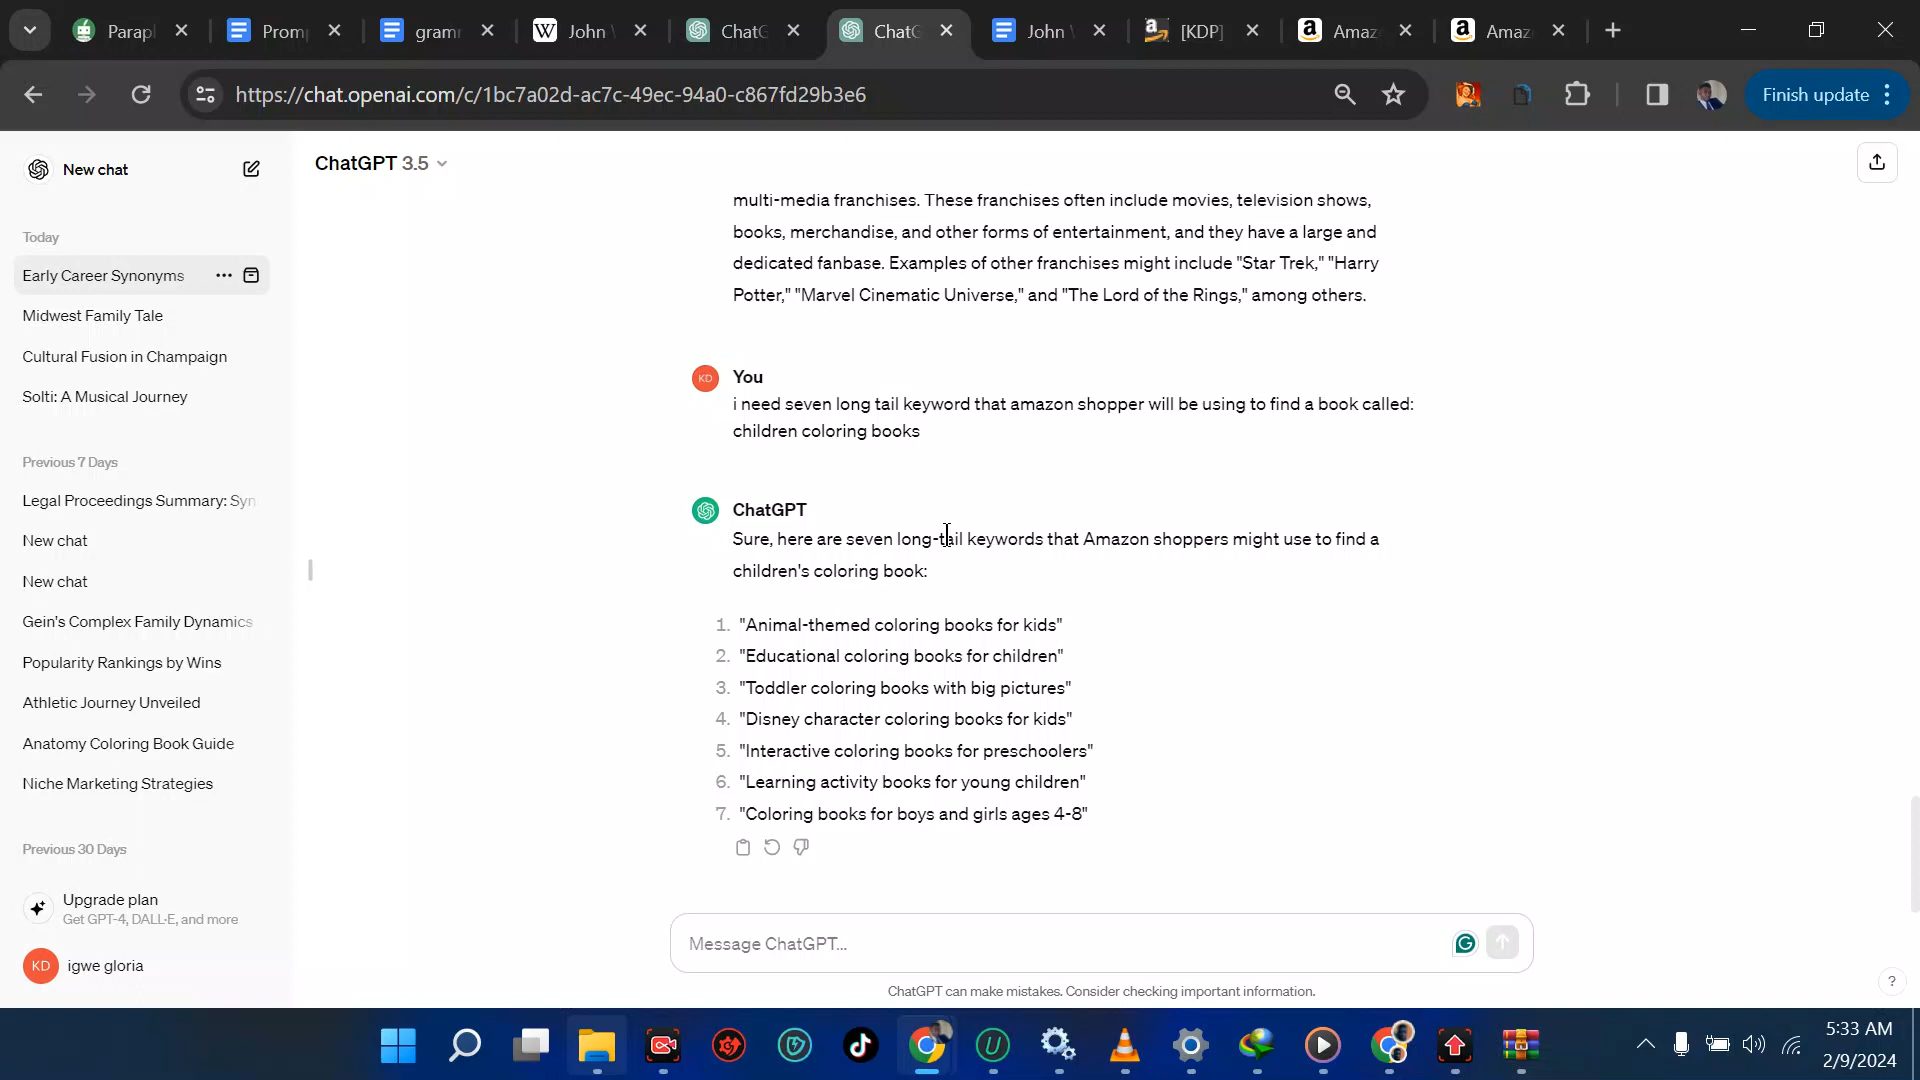 Parap
Prom
gram
W John
ChatG
ChatG
John
[KDP]
Amaz
Amaz
https://chat.openai.com/c/1bc7a02d-ac7c-49ec-94a0-c867fd29b3e6
Finish update
New chat
ChatGPT 3.5
Today
Early Career Synonyms
Midwest Family Tale
Cultural Fusion in Champaign
Solti: A Musical Journey
Previous 7 Days
Legal Proceedings Summary: Syn
New chat
New chat
Gein's Complex Family Dynamics
Popularity Rankings by Wins
Athletic Journey Unveiled
Anatomy Coloring Book Guide
Niche Marketing Strategies
Previous 30 Days
Upgrade plan
Get GPT-4, DALL·E, and more
KD igwe gloria
multi-media franchises. These franchises often include movies, television shows,
books, merchandise, and other forms of entertainment, and they have a large and
dedicated fanbase. Examples of other franchises might include "Star Trek," "Harry
Potter," "Marvel Cinematic Universe," and "The Lord of the Rings," among others.
KD You
i need seven long tail keyword that amazon shopper will be using to find a book called:
children coloring books
ChatGPT
Sure, here are seven long-tail keywords that Amazon shoppers might use to find a
children's coloring book:
1. "Animal-themed coloring books for kids"
2. "Educational coloring books for children"
3. "Toddler coloring books with big pictures"
4. "Disney character coloring books for kids"
5. "Interactive coloring books for preschoolers"
6. "Learning activity books for young children"
7. "Coloring books for boys and girls ages 4-8"
Message ChatGPT...
ChatGPT can make mistakes. Consider checking important information.
?
5:33 AM
2/9/2024